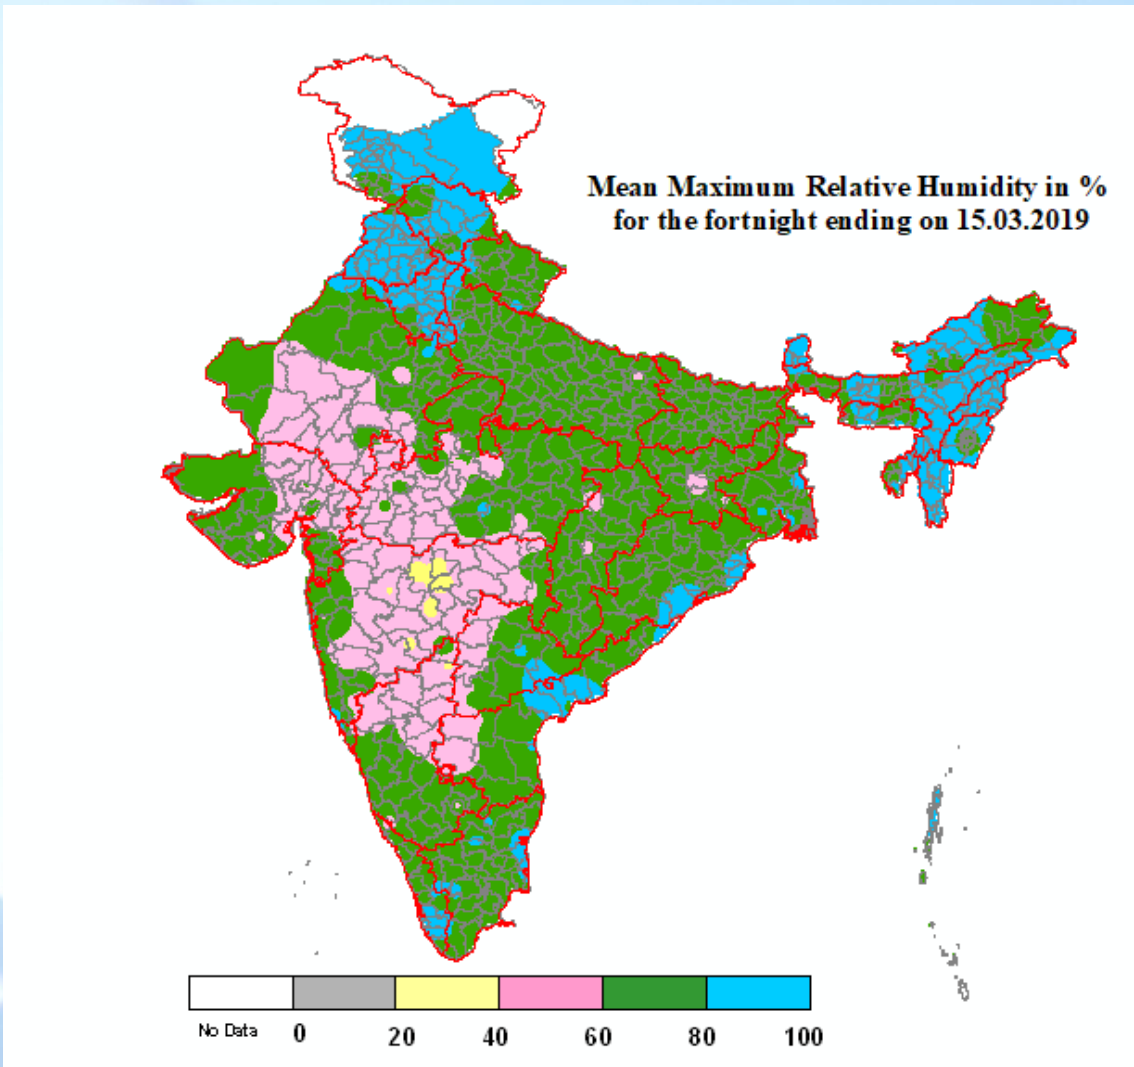 Mean Maximum Relative Humidity in %
for the fortnight ending on 15.03.2019
No Data 0 20 40 60 80 100